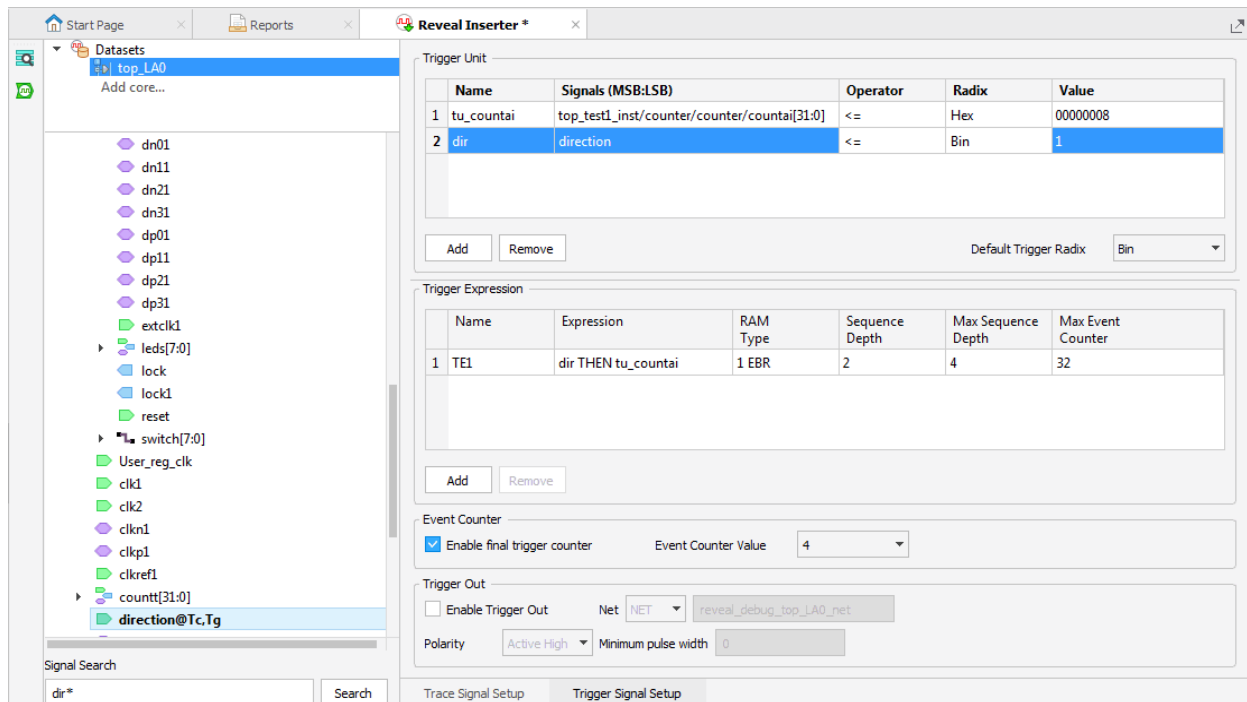 Start Page
Reports
Reveal Inserter *
Datasets
top_LA0
Add core...
dn01
dn11
dn21
dn31
dp01
dp11
dp21
dp31
extclk1
leds[7:0]
lock
lock1
reset
switch[7:0]
User_reg_clk
clk1
clk2
clkn1
clkp1
clkref1
countt[31:0]
direction@Tc,Tg
Signal Search
dir*
Search
Trigger Unit
Name Signals (MSB:LSB) Operator Radix Value
1 tu_countai top_test1_inst/counter/counter/countai[31:0] <= Hex 00000008
2 dir direction <= Bin 1
Add Remove Default Trigger Radix Bin
Trigger Expression
Name Expression RAM Type Sequence Depth Max Sequence Depth Max Event Counter
1 TE1 dir THEN tu_countai 1 EBR 2 4 32
Add Remove
Event Counter
Enable final trigger counter Event Counter Value 4
Trigger Out
Enable Trigger Out Net NET reveal_debug_top_LA0_net
Polarity Active High Minimum pulse width 0
Trace Signal Setup Trigger Signal Setup